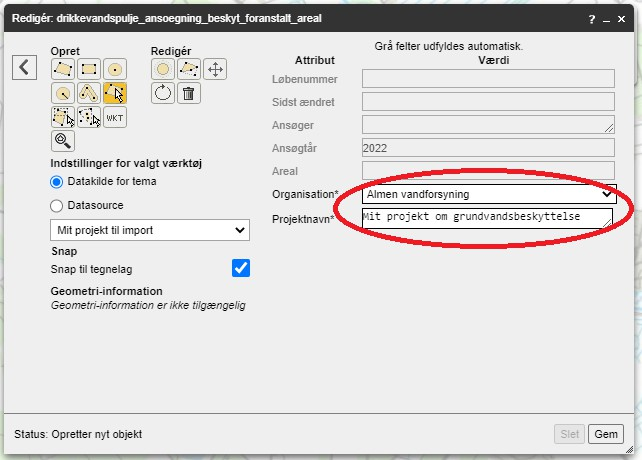 Redigér: drikkevandspulje_ansoegning_beskyt_foranstalt_areal
Opret
Redigér
WKT
Indstillinger for valgt værktøj
Datakilde for tema
Datasource
Mit projekt til import
Snap
Snap til tegnelag
Geometri-information
Geometri-information er ikke tilgængelig
Grå felter udfyldes automatisk.
Attribut Værdi
Løbenummer
Sidst ændret
Ansøger
Ansøgtår 2022
Areal
Organisation* Almen vandforsyning
Projektnavn* Mit projekt om grundvandsbeskyttelse
Status: Opretter nyt objekt
Slet Gem